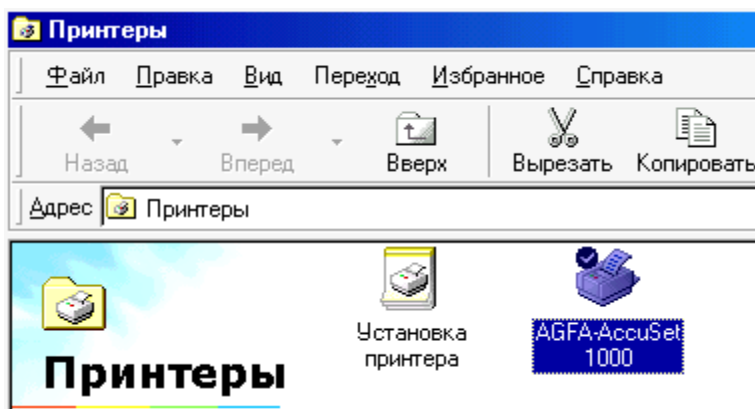 Принтеры
Файл Правка Вид Переход Избранное Справка
Назад Вперед Вверх Вырезать Копировать
Адрес Принтеры
Установка принтера
AGFA-AccuSet 1000
Принтеры